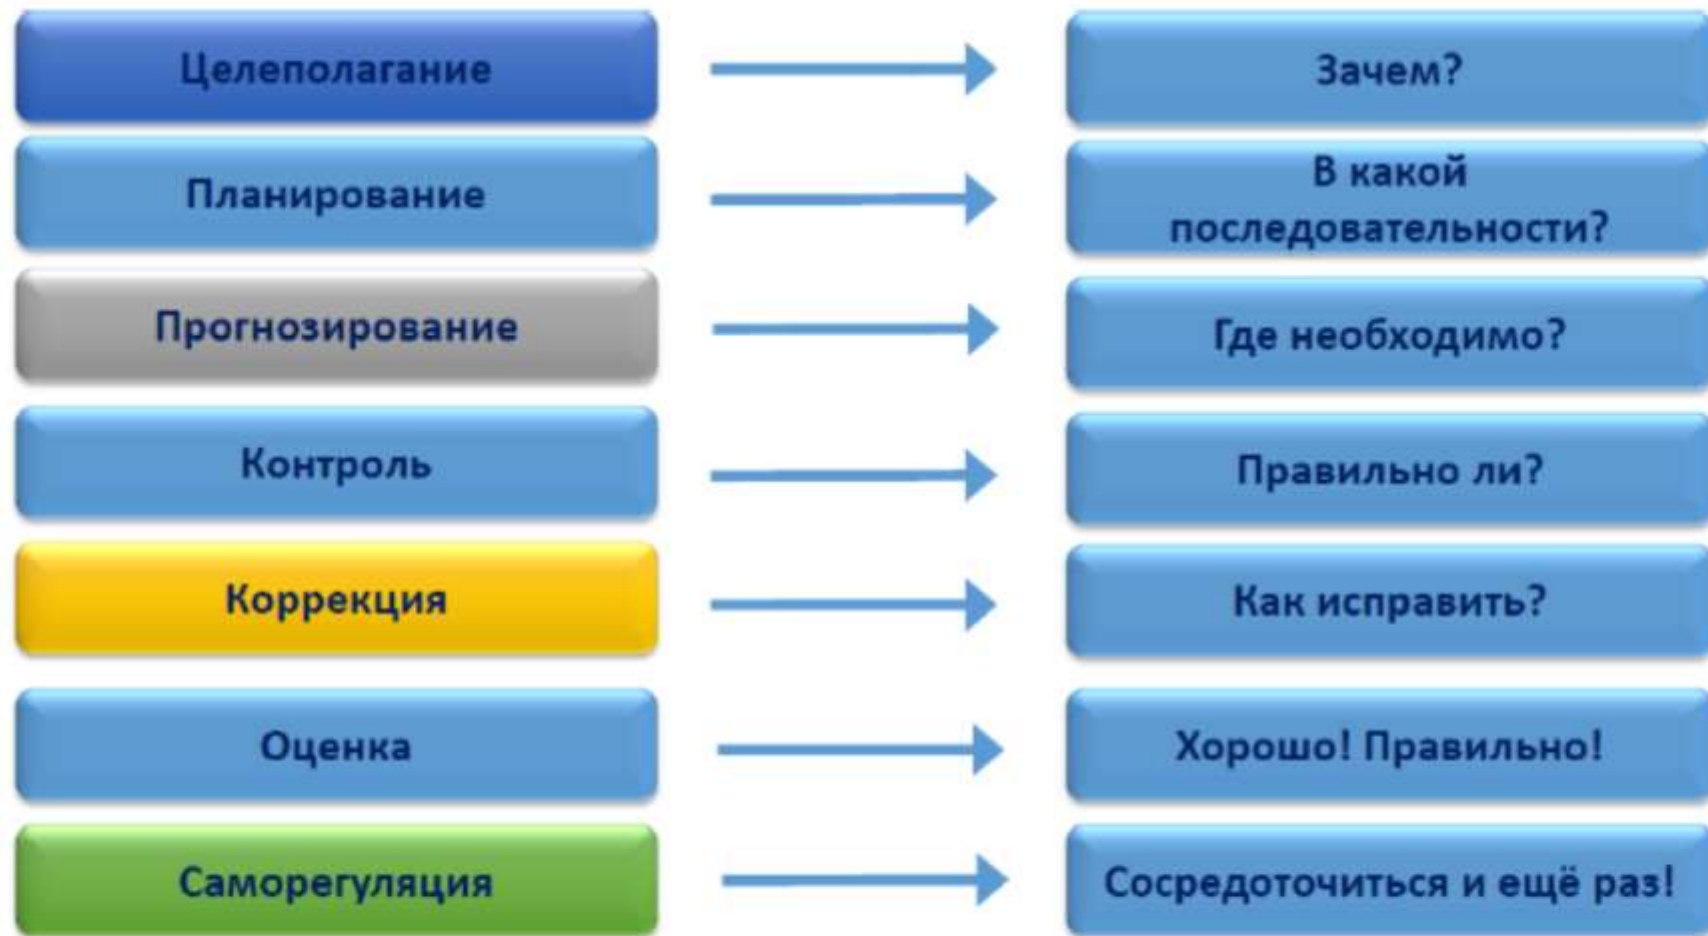 Целеполагание
Зачем?
Планирование
В какой
последовательности?
Прогнозирование
Где необходимо?
Контроль
Правильно ли?
Коррекция
Как исправить?
Оценка
Хорошо! Правильно!
Саморегуляция
Сосредоточиться и ещё раз!